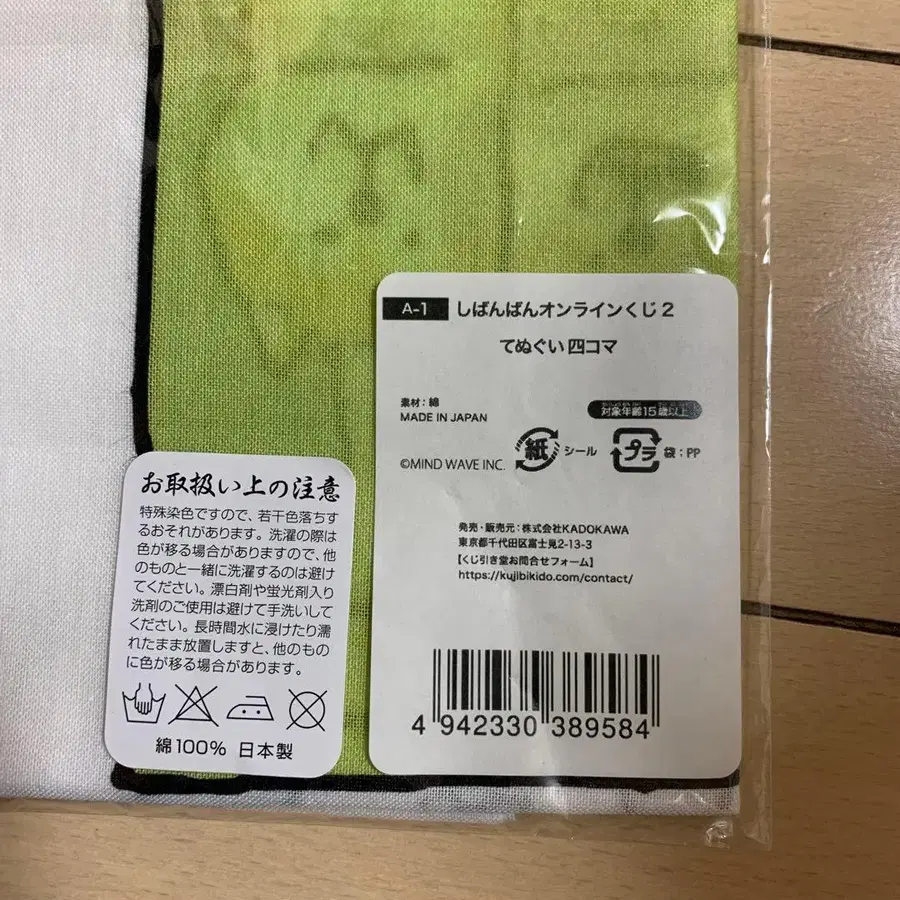 A-1 しばんばんオンラインくじ2
てぬぐい 四コマ
素材:綿
MADE IN JAPAN
対象年齢15歳以上
©MIND WAVE INC.
紙 シール
プラ 袋:PP
発売・販売元:株式会社KADOKAWA
東京都千代田区富士見2-13-3
【くじ引き堂お問合せフォーム】
https://kujibikido.com/contact/
4 942330 389584
お取扱い上の注意
特殊染色ですので、若干色落ちす
るおそれがあります。洗濯の際は
色が移る場合がありますので、他
のものと一緒に洗濯するのは避け
てください。漂白剤や蛍光剤入り
洗剤のご使用は避けて手洗いして
ください。長時間水に浸けたり濡
れたまま放置しますと、他のもの
に色が移る場合があります。
綿100% 日本製